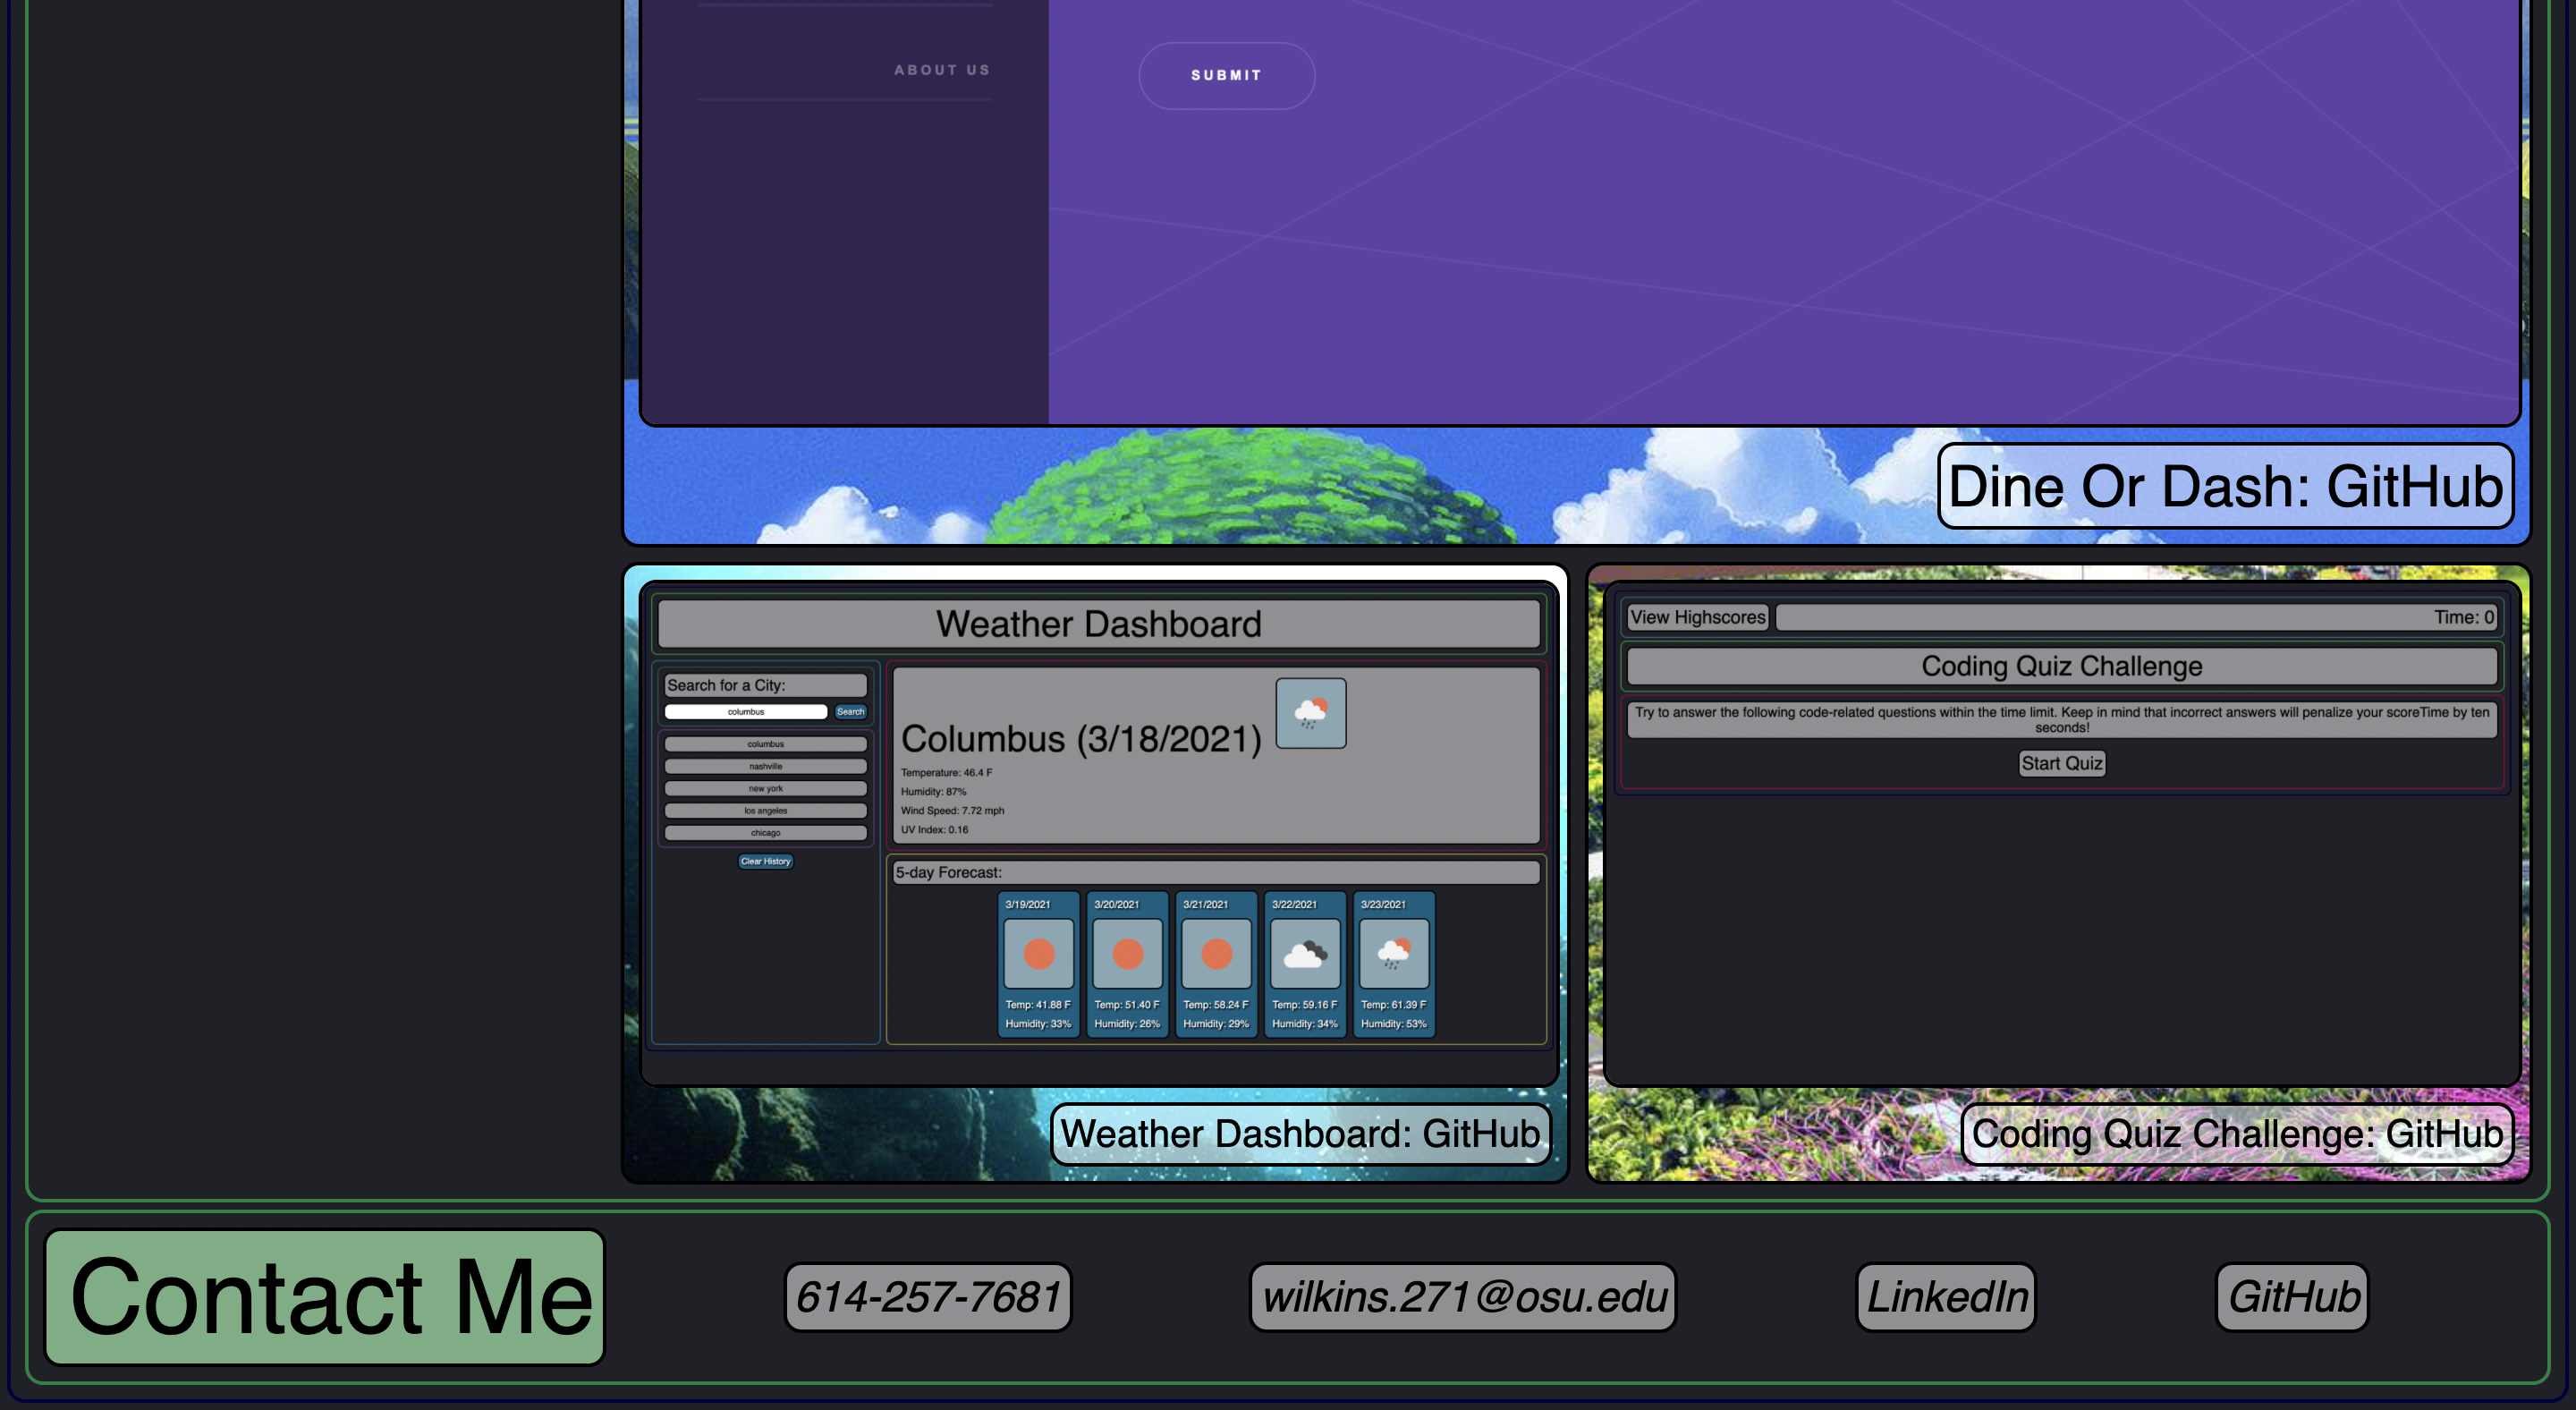 ABOUT US
SUBMIT
Dine Or Dash: GitHub
Weather Dashboard
Search for a City:
columbus
Search
columbus
nashville
new york
los angeles
chicago
Clear History
Columbus (3/18/2021)
Temperature: 46.4 F
Humidity: 87%
Wind Speed: 7.72 mph
UV Index: 0.16
5-day Forecast:
3/19/2021
Temp: 41.88 F
Humidity: 33%
3/20/2021
Temp: 51.40 F
Humidity: 26%
3/21/2021
Temp: 58.24 F
Humidity: 29%
3/22/2021
Temp: 59.16 F
Humidity: 34%
3/23/2021
Temp: 61.39 F
Humidity: 53%
Weather Dashboard: GitHub
View Highscores
Time: 0
Coding Quiz Challenge
Try to answer the following code-related questions within the time limit. Keep in mind that incorrect answers will penalize your scoreTime by ten
seconds!
Start Quiz
Coding Quiz Challenge: GitHub
Contact Me
614-257-7681
wilkins.271@osu.edu
LinkedIn
GitHub